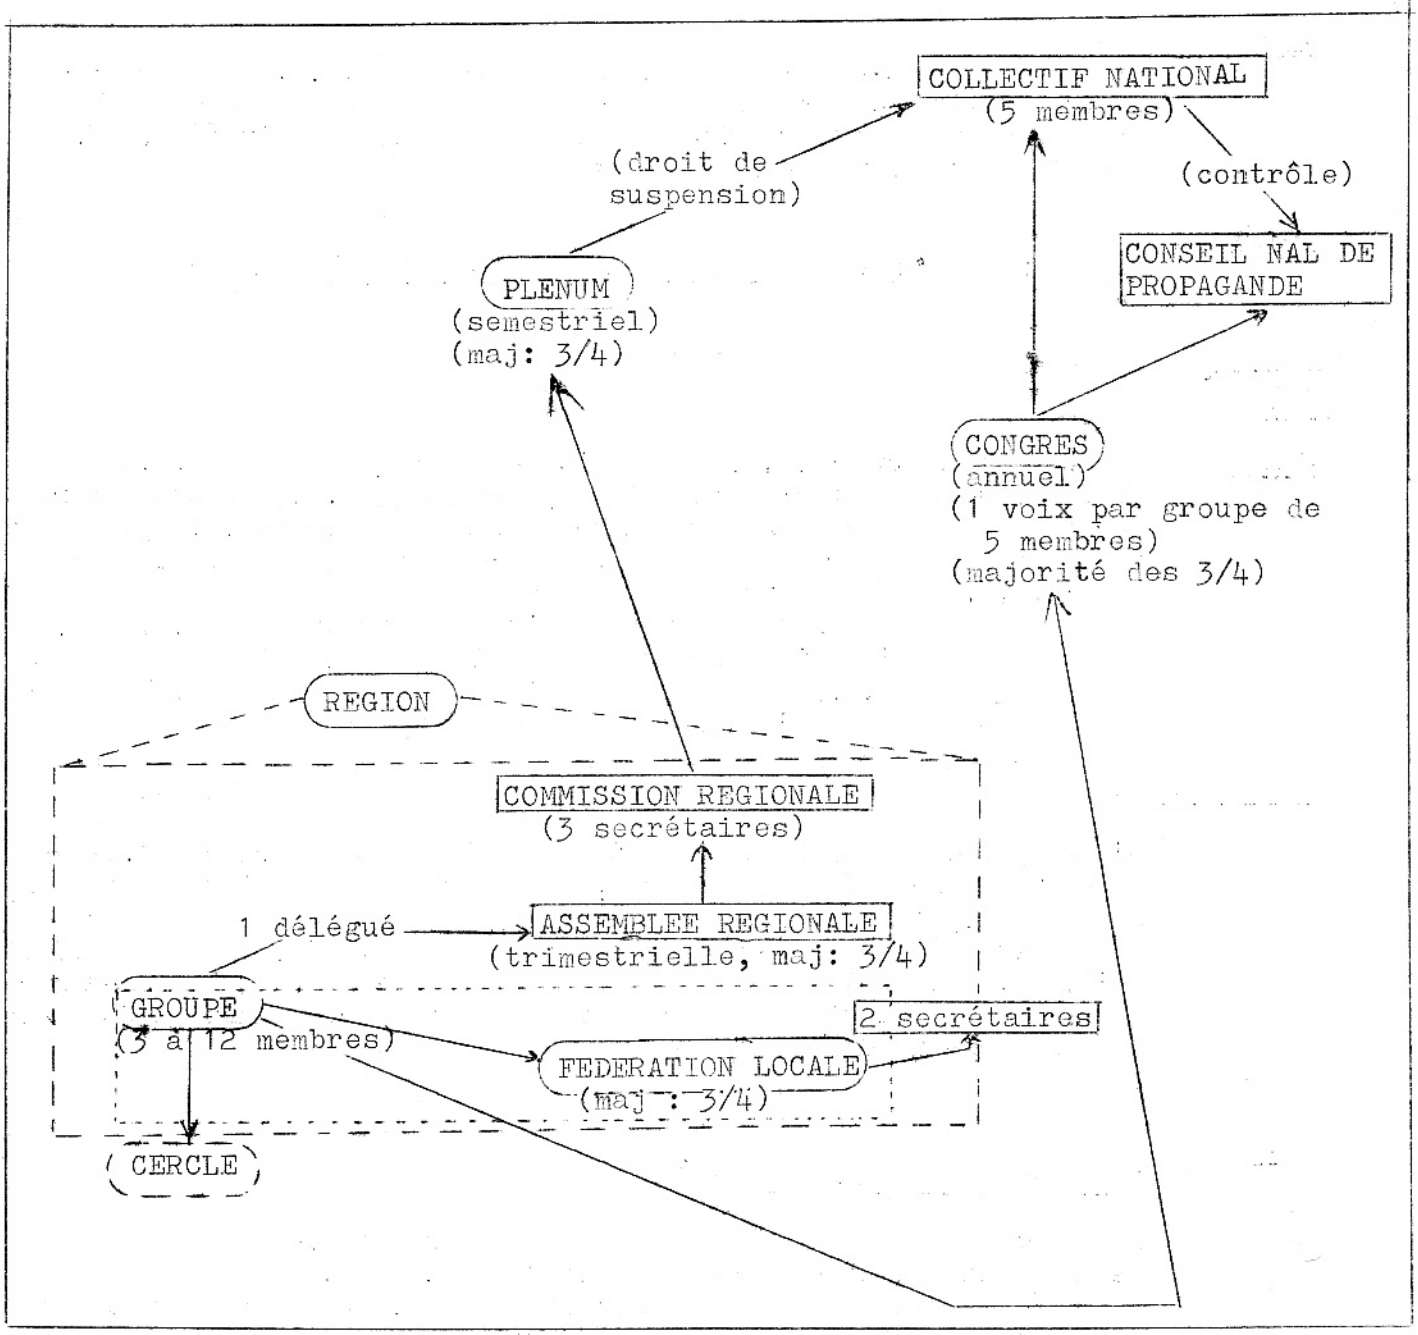 COLLECTIF NATIONAL
(5 membres)
(droit de
suspension)
(contrôle)
CONSEIL NAL DE
PROPAGANDE
PLENUM
(semestriel)
(maj: 3/4)
CONGRES
(annuel)
(1 voix par groupe de
5 membres)
(majorité des 3/4)
REGION
COMMISSION REGIONALE
(3 secrétaires)
1 délégué
ASSEMBLEE REGIONALE
(trimestrielle, maj: 3/4)
GROUPE
(3 à 12 membres)
2 secrétaires
FEDERATION LOCALE
(maj : 3/4)
CERCLE